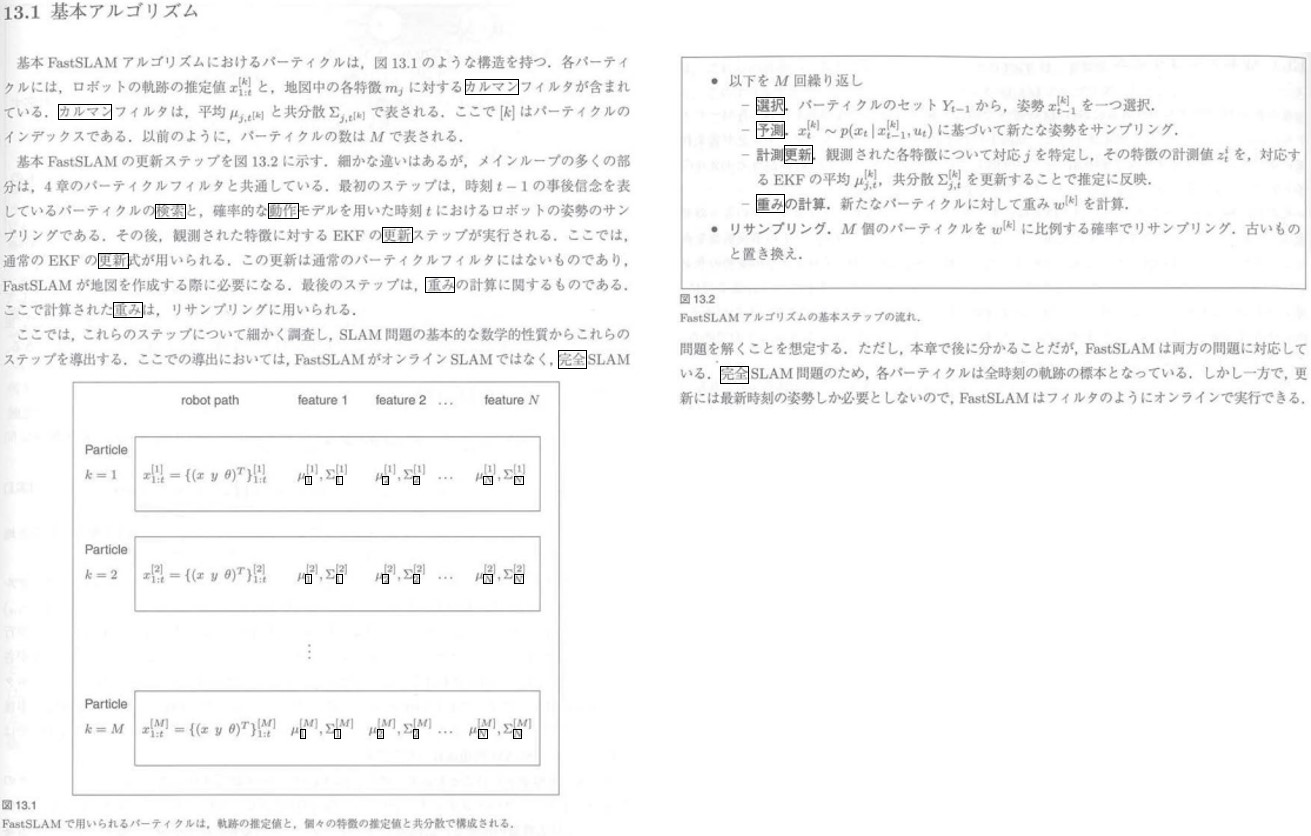 13.1 基本アルゴリズム
基本 FastSLAM アルゴリズムにおけるパーティクルは，図 13.1 のような構造を持つ．各パーティ
クルには，ロボットの軌跡の推定値 x_{1:t}^{[k]} と，地図中の各特徴 m_j に対するカルマンフィルタが含まれ
ている．カルマンフィルタは，平均 μ_{j,t^{[k]}} と共分散 Σ_{j,t^{[k]}} で表される．ここで [k] はパーティクルの
インデックスである．以前のように，パーティクルの数は M で表される．
基本 FastSLAM の更新ステップを図 13.2 に示す．細かな違いはあるが，メインループの多くの部
分は，4 章のパーティクルフィルタと共通している．最初のステップは，時刻 t − 1 の事後信念を表
しているパーティクルの検索と，確率的な動作モデルを用いた時刻 t におけるロボットの姿勢のサン
プリングである．その後，観測された特徴に対する EKF の更新ステップが実行される．ここでは，
通常の EKF の更新式が用いられる．この更新は通常のパーティクルフィルタにはないものであり，
FastSLAM が地図を作成する際に必要になる．最後のステップは，重みの計算に関するものである．
ここで計算された重みは，リサンプリングに用いられる．
ここでは，これらのステップについて細かく調査し，SLAM 問題の基本的な数学的性質からこれらの
ステップを導出する．ここでの導出においては，FastSLAM がオンライン SLAM ではなく，完全 SLAM
robot path feature 1 feature 2 … feature N
Particle
k = 1 x_{1:t}^{[1]} = {(x y θ)^T}_{1:t}^{[1]} μ_1^{[1]}, Σ_1^{[1]} μ_2^{[1]}, Σ_2^{[1]} … μ_N^{[1]}, Σ_N^{[1]}
Particle
k = 2 x_{1:t}^{[2]} = {(x y θ)^T}_{1:t}^{[2]} μ_1^{[2]}, Σ_1^{[2]} μ_2^{[2]}, Σ_2^{[2]} … μ_N^{[2]}, Σ_N^{[2]}
⋮
Particle
k = M x_{1:t}^{[M]} = {(x y θ)^T}_{1:t}^{[M]} μ_1^{[M]}, Σ_1^{[M]} μ_2^{[M]}, Σ_2^{[M]} … μ_N^{[M]}, Σ_N^{[M]}
図 13.1
FastSLAM で用いられるパーティクルは，軌跡の推定値と，個々の特徴の推定値と共分散で構成される．
• 以下を M 回繰り返し
– 選択．パーティクルのセット Y_{t−1} から，姿勢 x_{t−1}^{[k]} を一つ選択．
– 予測．x_t^{[k]} ∼ p(x_t | x_{t−1}^{[k]}, u_t) に基づいて新たな姿勢をサンプリング．
– 計測更新．観測された各特徴について対応 j を特定し，その特徴の計測値 z_t^i を，対応す
る EKF の平均 μ_{j,t}^{[k]}，共分散 Σ_{j,t}^{[k]} を更新することで推定に反映．
– 重みの計算．新たなパーティクルに対して重み w^{[k]} を計算．
• リサンプリング．M 個のパーティクルを w^{[k]} に比例する確率でリサンプリング．古いもの
と置き換え．
図 13.2
FastSLAM アルゴリズムの基本ステップの流れ．
問題を解くことを想定する．ただし，本章で後に分かることだが，FastSLAM は両方の問題に対応して
いる．完全 SLAM 問題のため，各パーティクルは全時刻の軌跡の標本となっている．しかし一方で，更
新には最新時刻の姿勢しか必要としないので，FastSLAM はフィルタのようにオンラインで実行できる．